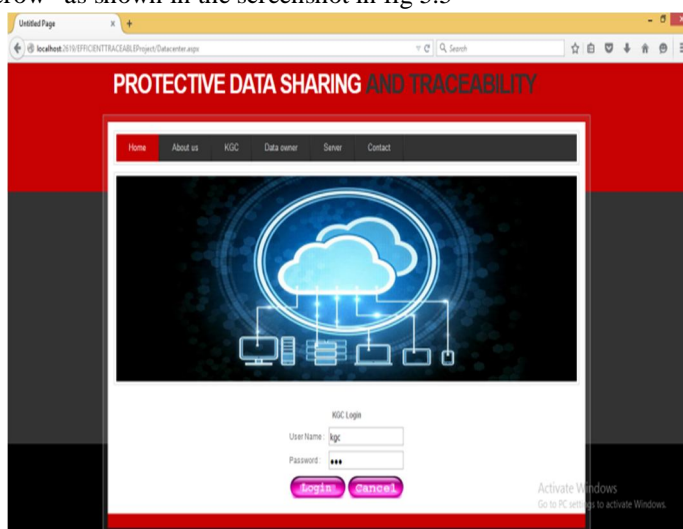 crow" as shown in the screenshot in fig 5.5
Untitled Page x +
localhost:2619/EFFICIENTTRACEABLEProject/Datacenter.aspx Search
PROTECTIVE DATA SHARING AND TRACEABILITY
Home About us KGC Data owner Server Contact
KGC Login
User Name : kgc
Password : •••
Login Cancel
Activate Windows
Go to PC settings to activate Windows.